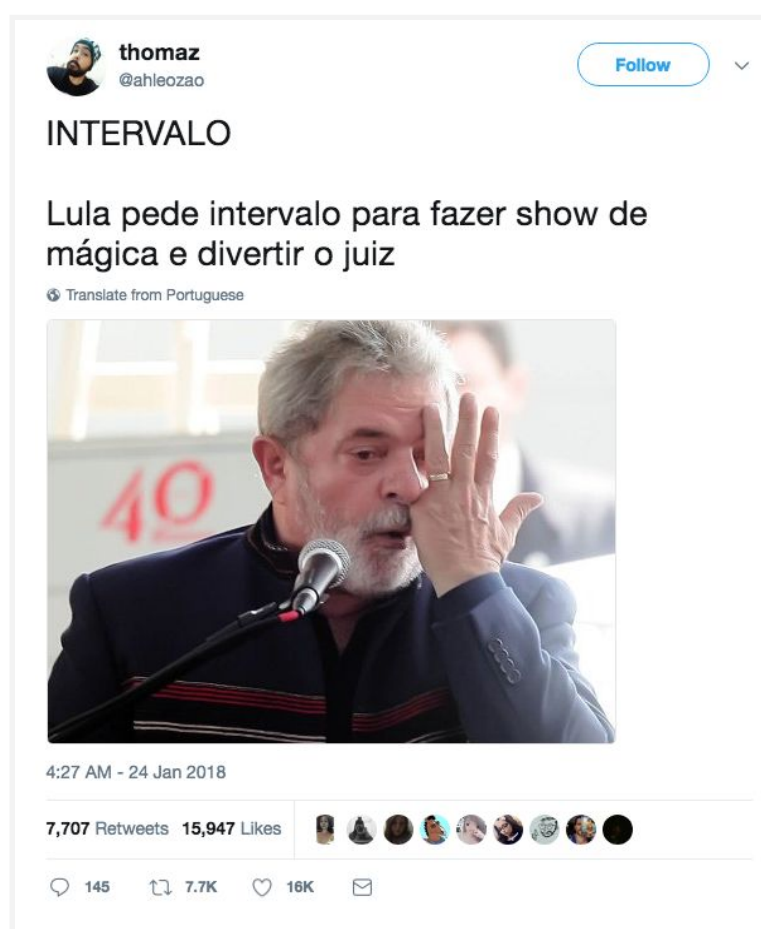 thomaz
@ahleozao
Follow
INTERVALO
Lula pede intervalo para fazer show de
mágica e divertir o juiz
Translate from Portuguese
40
4:27 AM - 24 Jan 2018
7,707 Retweets 15,947 Likes
145 7.7K 16K